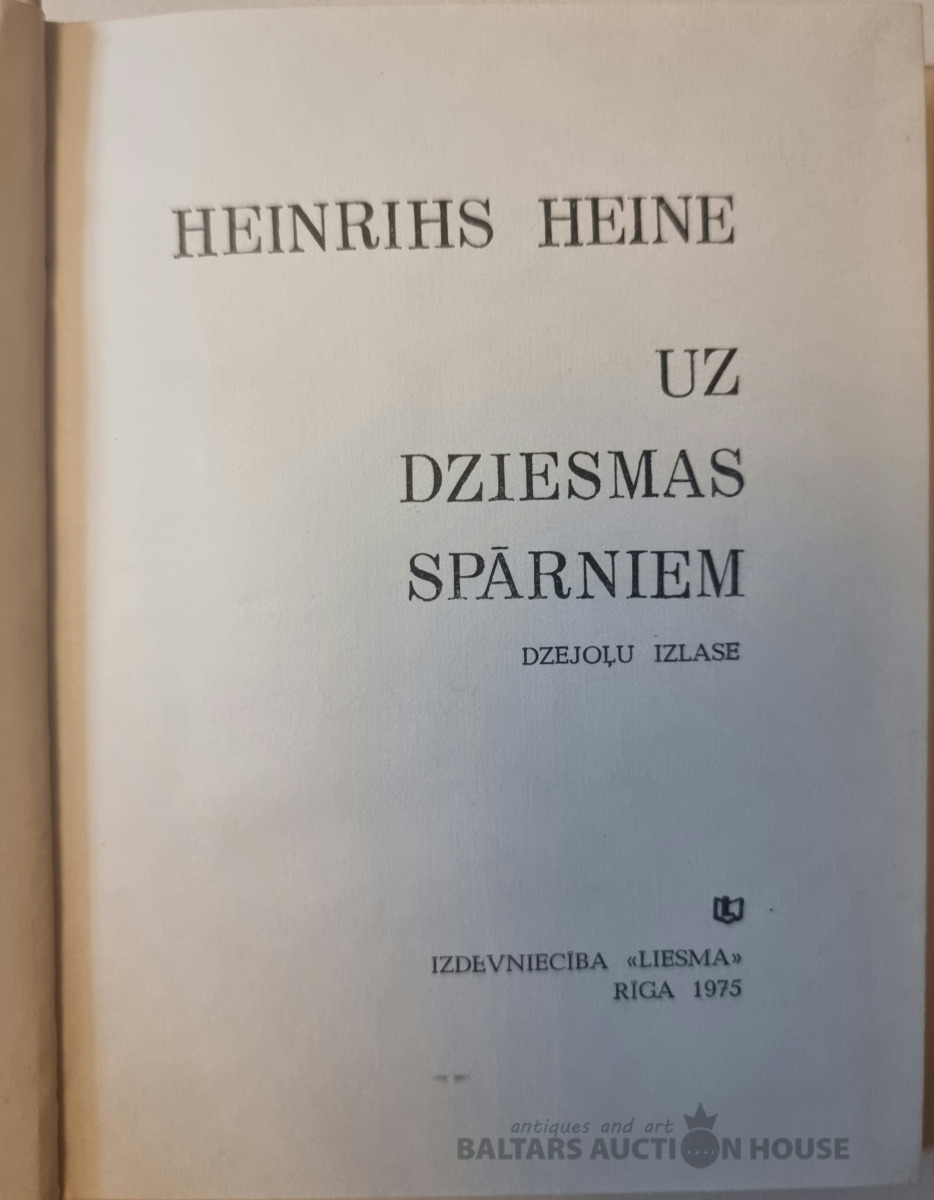 HEINRIHS HEINE
UZ
DZIESMAS
SPĀRNIEM
DZEJOĻU IZLASE
IZDEVNIECĪBA «LIESMA»
RĪGA 1975
antiques and art
BALTARS AUCTION HOUSE